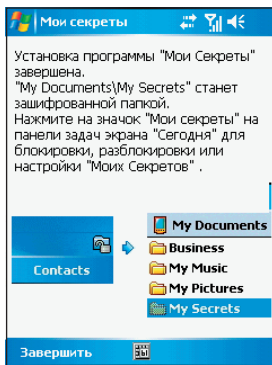 Мои секреты
Установка программы "Мои Секреты"
завершена.
"My Documents\My Secrets" станет
зашифрованной папкой.
Нажмите на значок "Мои секреты" на
панели задач экрана "Сегодня" для
блокировки, разблокировки или
настройки "Моих Секретов" .
My Documents
Business
Contacts
My Music
My Pictures
My Secrets
Завершить